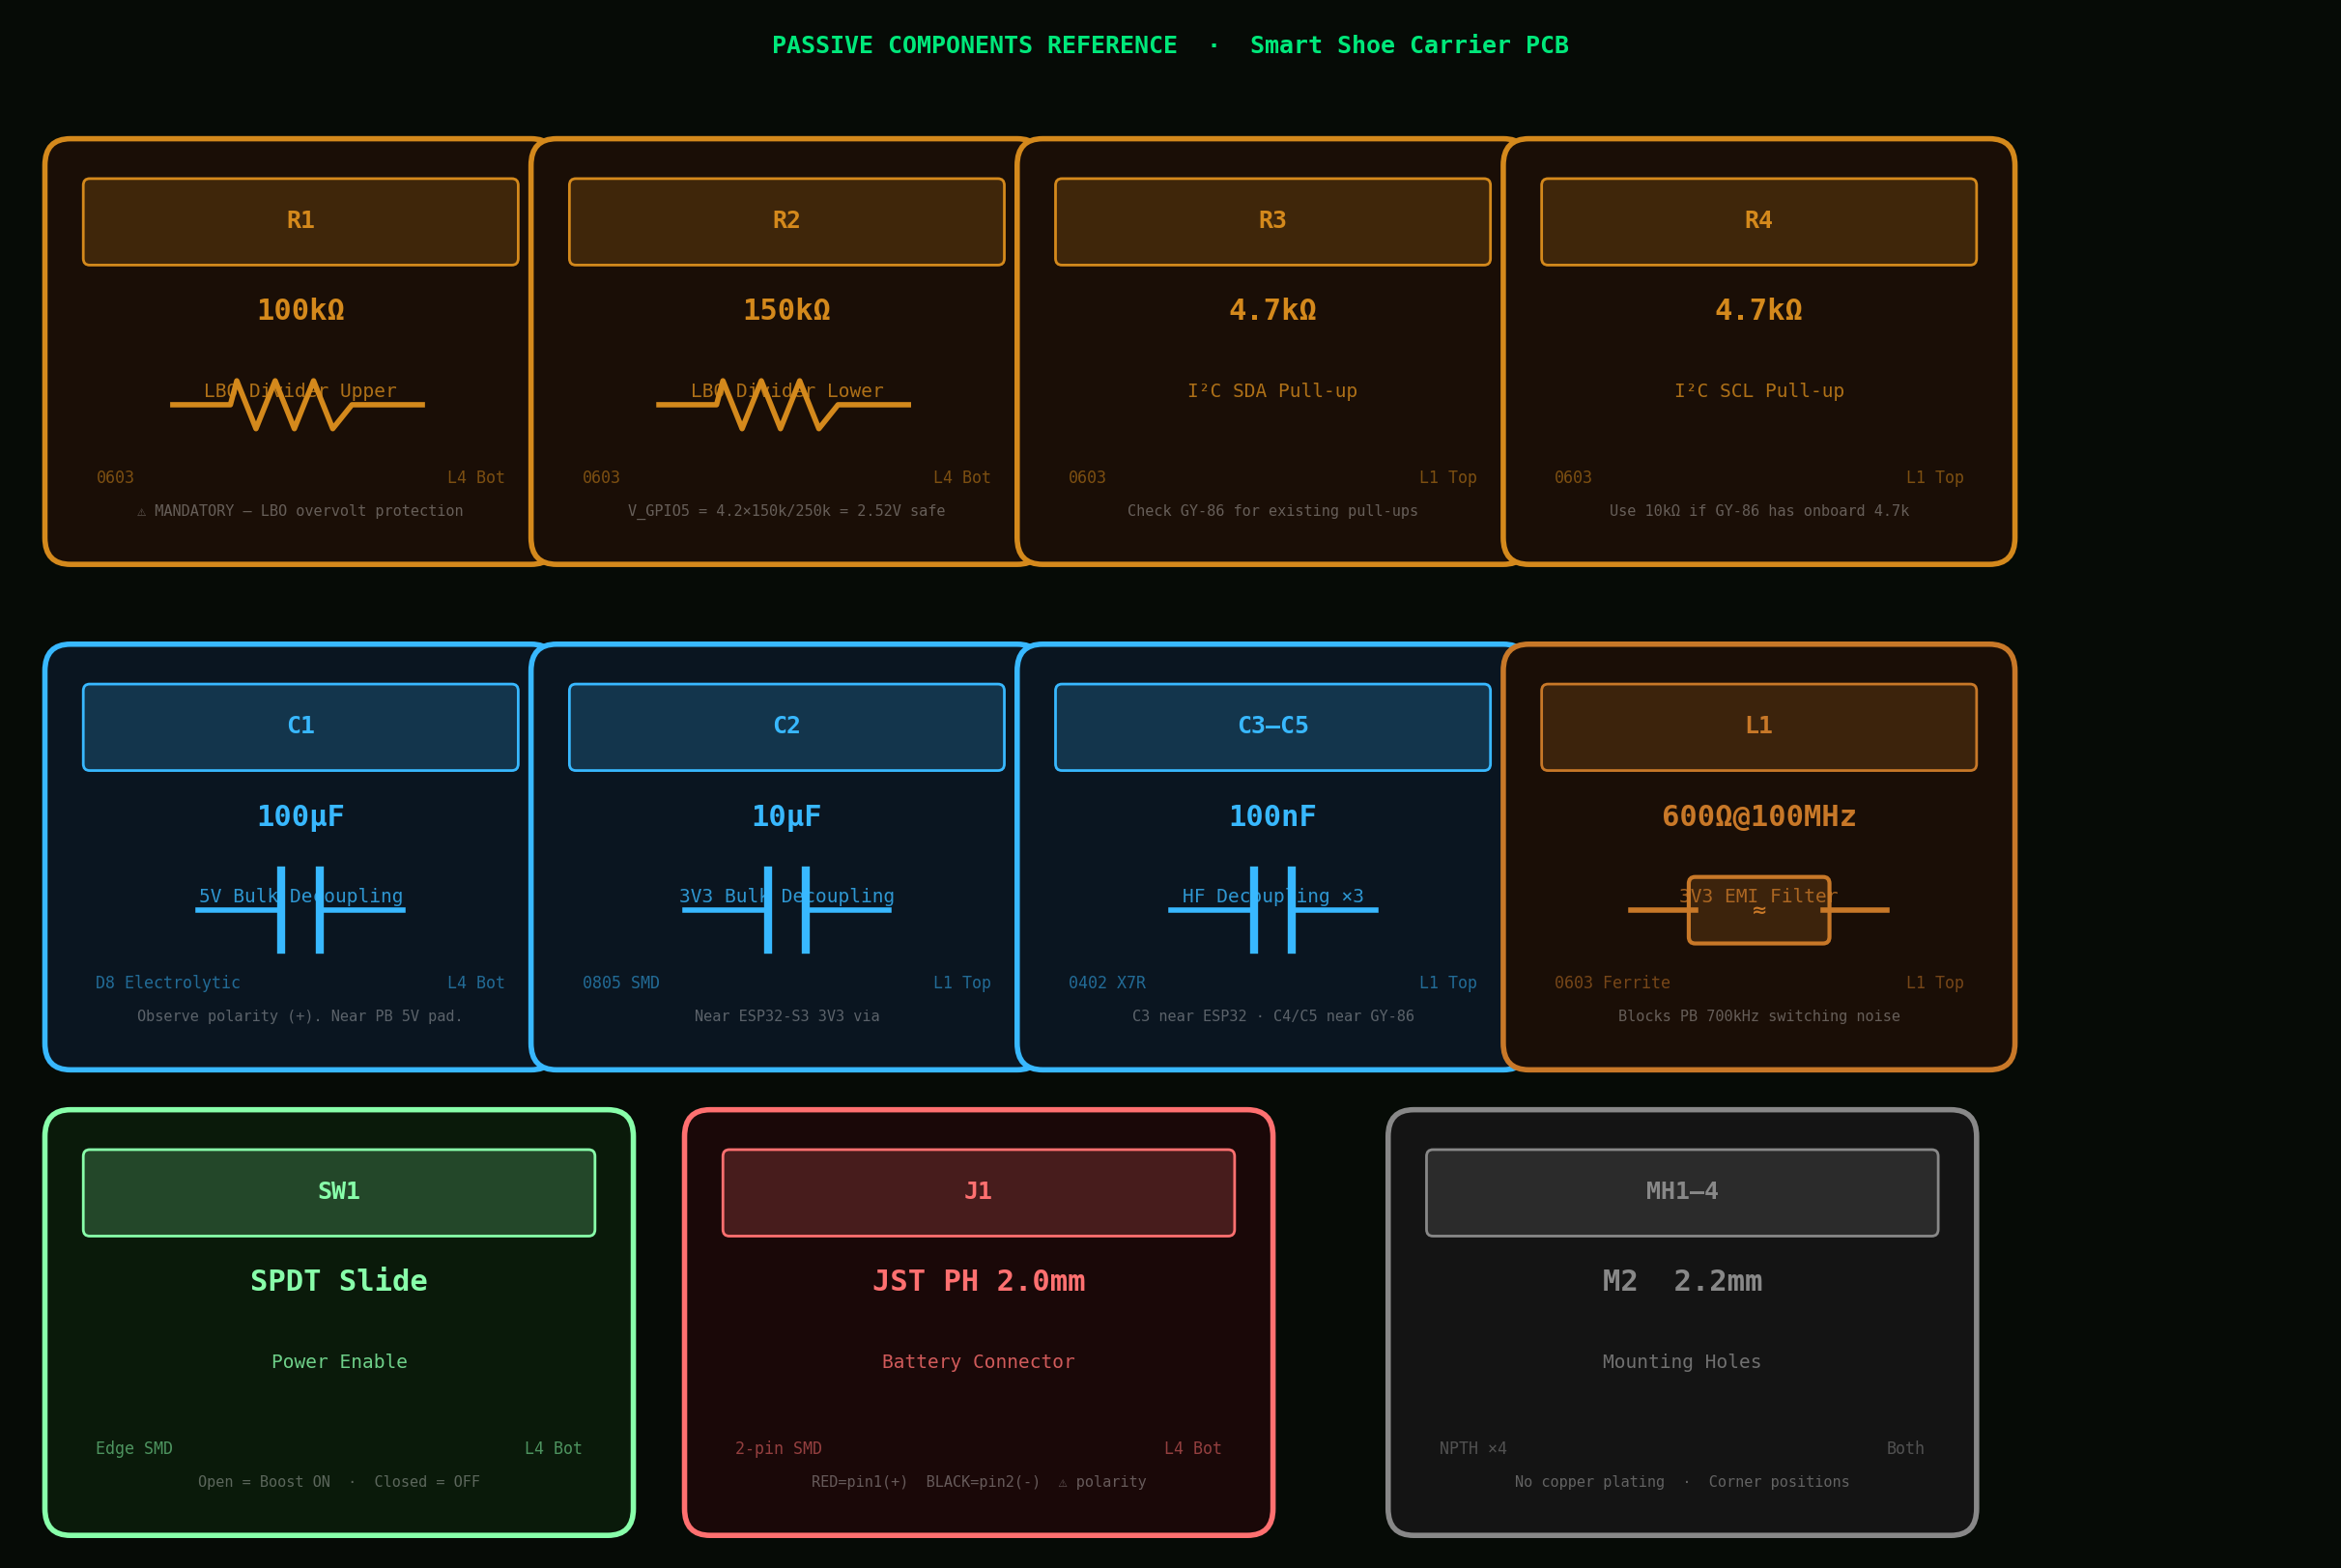 PASSIVE COMPONENTS REFERENCE · Smart Shoe Carrier PCB
R1
100kΩ
LBO Divider Upper
0603 L4 Bot
⚠ MANDATORY — LBO overvolt protection
R2
150kΩ
LBO Divider Lower
0603 L4 Bot
V_GPIO5 = 4.2×150k/250k = 2.52V safe
R3
4.7kΩ
I²C SDA Pull-up
0603 L1 Top
Check GY-86 for existing pull-ups
R4
4.7kΩ
I²C SCL Pull-up
0603 L1 Top
Use 10kΩ if GY-86 has onboard 4.7k
C1
100µF
5V Bulk Decoupling
D8 Electrolytic L4 Bot
Observe polarity (+). Near PB 5V pad.
C2
10µF
3V3 Bulk Decoupling
0805 SMD L1 Top
Near ESP32-S3 3V3 via
C3–C5
100nF
HF Decoupling ×3
0402 X7R L1 Top
C3 near ESP32 · C4/C5 near GY-86
L1
600Ω@100MHz
3V3 EMI Filter
≈
0603 Ferrite L1 Top
Blocks PB 700kHz switching noise
SW1
SPDT Slide
Power Enable
Edge SMD L4 Bot
Open = Boost ON · Closed = OFF
J1
JST PH 2.0mm
Battery Connector
2-pin SMD L4 Bot
RED=pin1(+) BLACK=pin2(-) ⚠ polarity
MH1–4
M2 2.2mm
Mounting Holes
NPTH ×4 Both
No copper plating · Corner positions